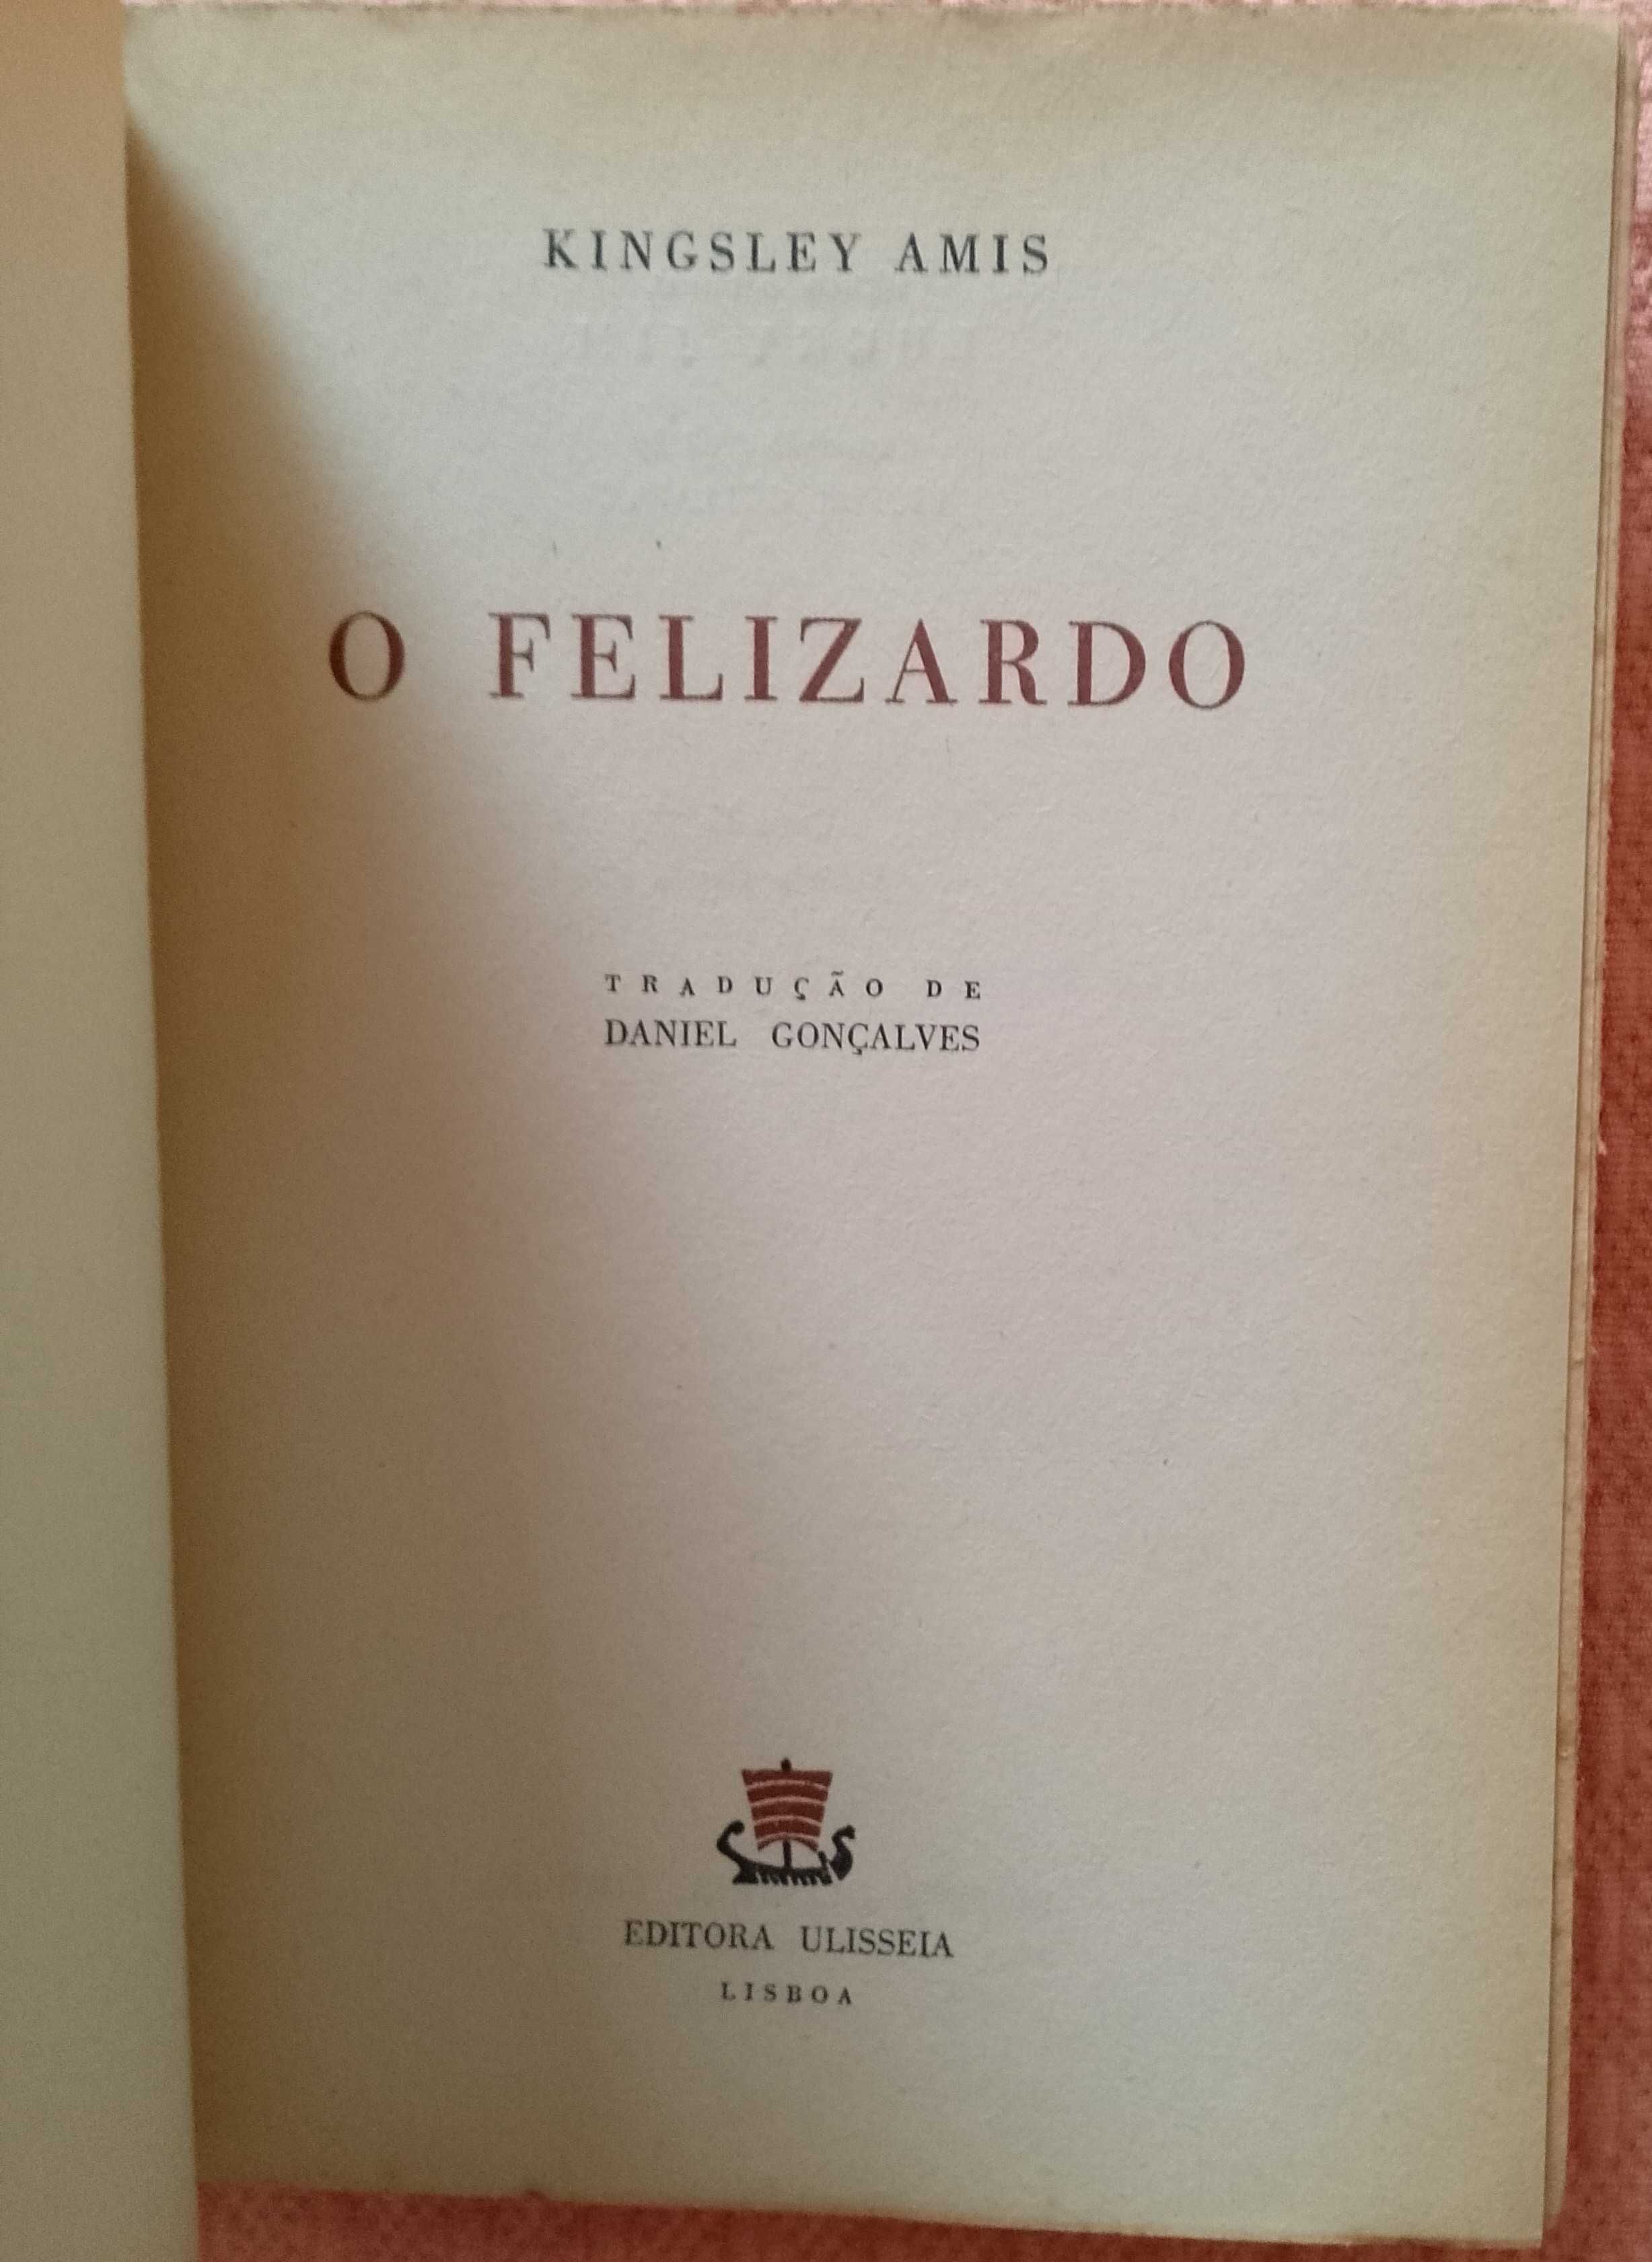 KINGSLEY AMIS
O FELIZARDO
TRADUÇÃO DE
DANIEL GONÇALVES
EDITORA ULISSEIA
LISBOA